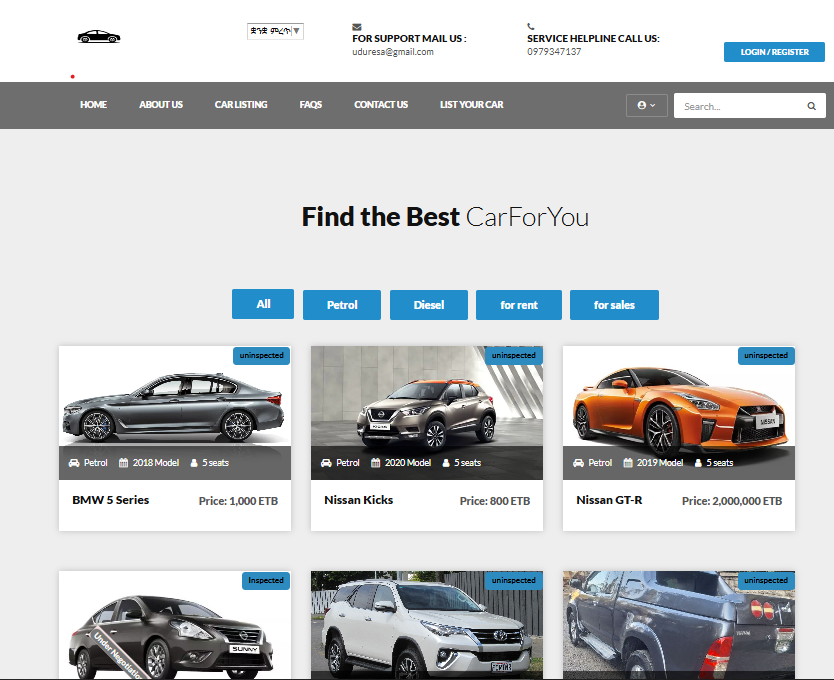 ቋንቋ ምረጥ ▼
FOR SUPPORT MAIL US :
uduresa@gmail.com
SERVICE HELPLINE CALL US:
0979347137
LOGIN / REGISTER
HOME ABOUT US CAR LISTING FAQS CONTACT US LIST YOUR CAR
Search...
Find the Best CarForYou
All Petrol Diesel for rent for sales
uninspected
Petrol 2018 Model 5 seats
BMW 5 Series Price: 1,000 ETB
uninspected
KICKS
Petrol 2020 Model 5 seats
Nissan Kicks Price: 800 ETB
uninspected
NISSAN
Petrol 2019 Model 5 seats
Nissan GT-R Price: 2,000,000 ETB
Inspected
SUNNY
Under Negotiation
uninspected
uninspected